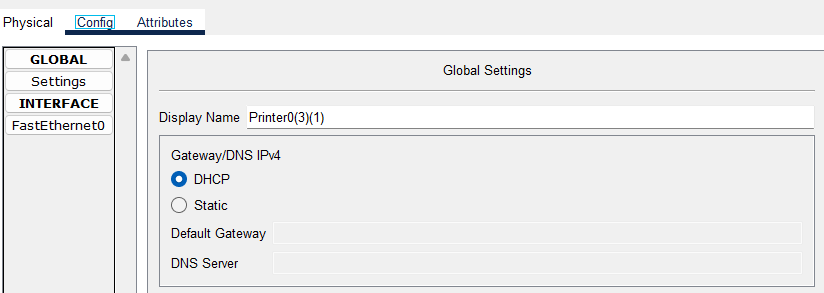 Physical Config Attributes
GLOBAL
Settings
INTERFACE
FastEthernet0
Global Settings
Display Name Printer0(3)(1)
Gateway/DNS IPv4
DHCP
Static
Default Gateway
DNS Server